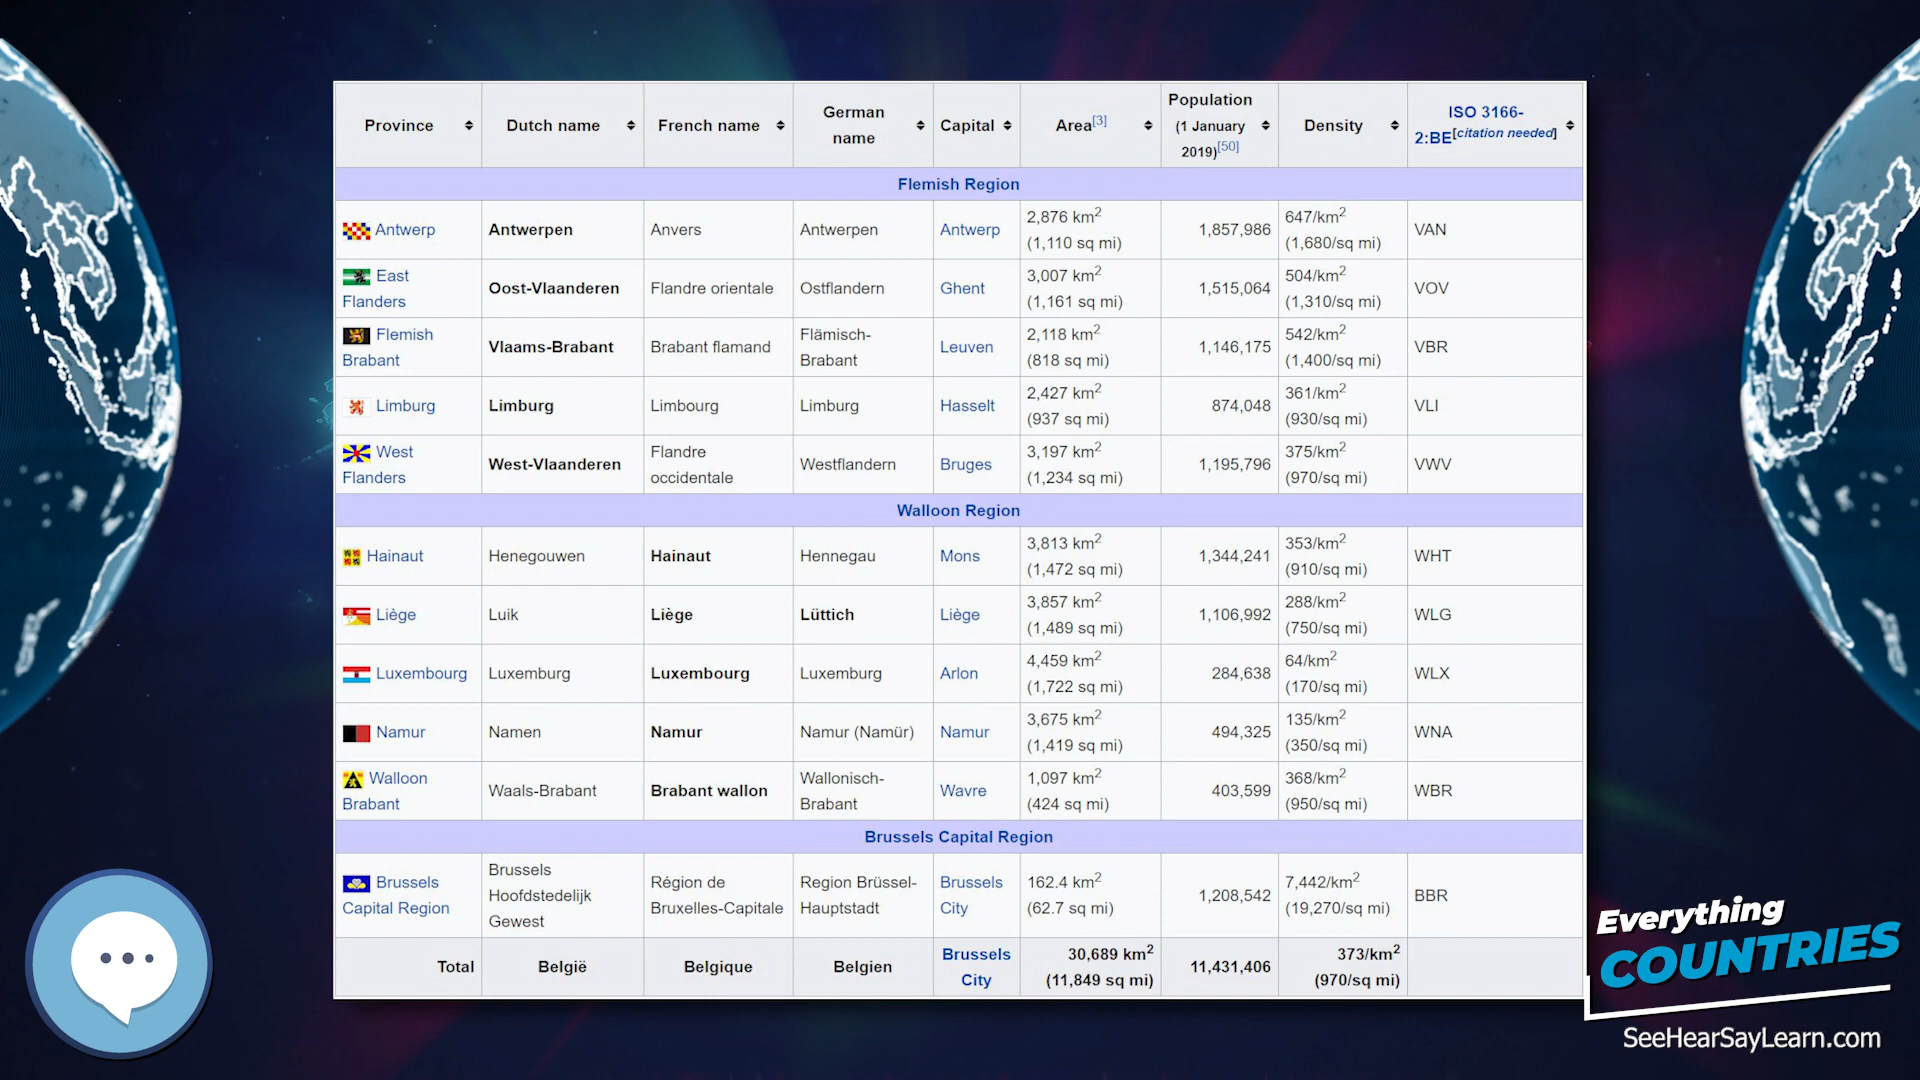 Province Dutch name French name German name Capital Area[3] Population (1 January 2019)[50] Density ISO 3166-2:BE[citation needed]
Flemish Region
Antwerp Antwerpen Anvers Antwerpen Antwerp 2,876 km2 (1,110 sq mi) 1,857,986 647/km2 (1,680/sq mi) VAN
East Flanders Oost-Vlaanderen Flandre orientale Ostflandern Ghent 3,007 km2 (1,161 sq mi) 1,515,064 504/km2 (1,310/sq mi) VOV
Flemish Brabant Vlaams-Brabant Brabant flamand Flämisch-Brabant Leuven 2,118 km2 (818 sq mi) 1,146,175 542/km2 (1,400/sq mi) VBR
Limburg Limburg Limbourg Limburg Hasselt 2,427 km2 (937 sq mi) 874,048 361/km2 (930/sq mi) VLI
West Flanders West-Vlaanderen Flandre occidentale Westflandern Bruges 3,197 km2 (1,234 sq mi) 1,195,796 375/km2 (970/sq mi) VWV
Walloon Region
Hainaut Henegouwen Hainaut Hennegau Mons 3,813 km2 (1,472 sq mi) 1,344,241 353/km2 (910/sq mi) WHT
Liège Luik Liège Lüttich Liège 3,857 km2 (1,489 sq mi) 1,106,992 288/km2 (750/sq mi) WLG
Luxembourg Luxemburg Luxembourg Luxemburg Arlon 4,459 km2 (1,722 sq mi) 284,638 64/km2 (170/sq mi) WLX
Namur Namen Namur Namur (Namür) Namur 3,675 km2 (1,419 sq mi) 494,325 135/km2 (350/sq mi) WNA
Walloon Brabant Waals-Brabant Brabant wallon Wallonisch-Brabant Wavre 1,097 km2 (424 sq mi) 403,599 368/km2 (950/sq mi) WBR
Brussels Capital Region
Brussels Capital Region Brussels Hoofdstedelijk Gewest Région de Bruxelles-Capitale Region Brüssel-Hauptstadt Brussels City 162.4 km2 (62.7 sq mi) 1,208,542 7,442/km2 (19,270/sq mi) BBR
Total België Belgique Belgien Brussels City 30,689 km2 (11,849 sq mi) 11,431,406 373/km2 (970/sq mi)
Everything
COUNTRIES
SeeHearSayLearn.com